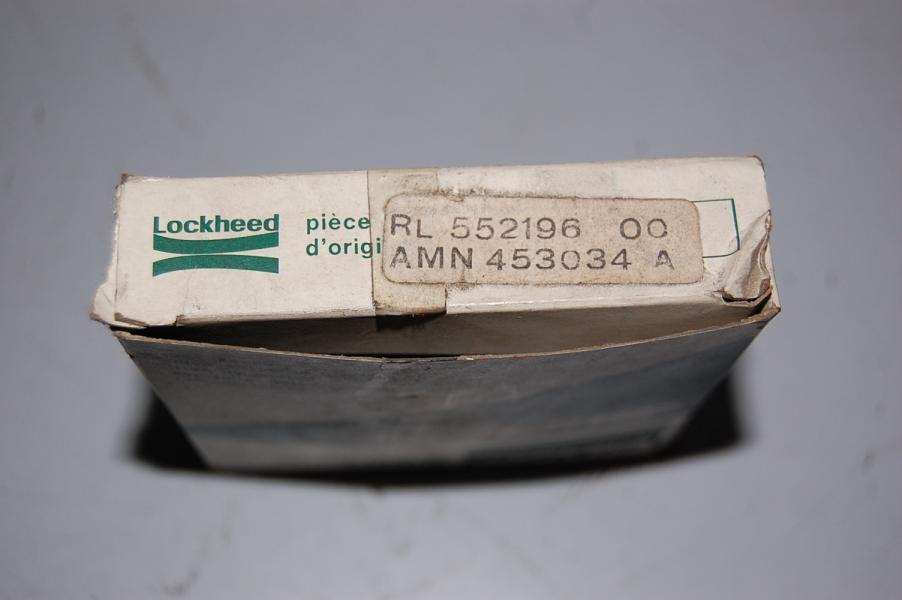 Lockheed
pièce
d'origi
RL 552196 00
AMN 453034 A